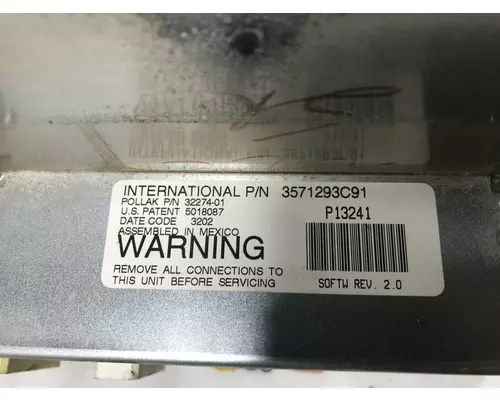 INTERNATIONAL P/N 3571293C91
POLLAK P/N 32274-01
U.S. PATENT 5018087
DATE CODE 3202
ASSEMBLED IN MEXICO
WARNING
REMOVE ALL CONNECTIONS TO
THIS UNIT BEFORE SERVICING
P13241
SOFTW REV. 2.0